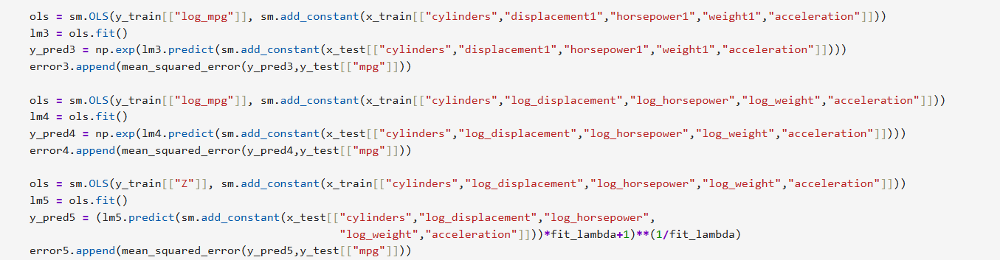 ols = sm.OLS(y_train[["log_mpg"]], sm.add_constant(x_train[["cylinders","displacement1","horsepower1","weight1","acceleration"]]))
lm3 = ols.fit()
y_pred3 = np.exp(lm3.predict(sm.add_constant(x_test[["cylinders","displacement1","horsepower1","weight1","acceleration"]])))
error3.append(mean_squared_error(y_pred3,y_test[["mpg"]]))

ols = sm.OLS(y_train[["log_mpg"]], sm.add_constant(x_train[["cylinders","log_displacement","log_horsepower","log_weight","acceleration"]]))
lm4 = ols.fit()
y_pred4 = np.exp(lm4.predict(sm.add_constant(x_test[["cylinders","log_displacement","log_horsepower","log_weight","acceleration"]])))
error4.append(mean_squared_error(y_pred4,y_test[["mpg"]]))

ols = sm.OLS(y_train[["Z"]], sm.add_constant(x_train[["cylinders","log_displacement","log_horsepower","log_weight","acceleration"]]))
lm5 = ols.fit()
y_pred5 = (lm5.predict(sm.add_constant(x_test[["cylinders","log_displacement","log_horsepower",
"log_weight","acceleration"]]))*fit_lambda+1)**(1/fit_lambda)
error5.append(mean_squared_error(y_pred5,y_test[["mpg"]]))